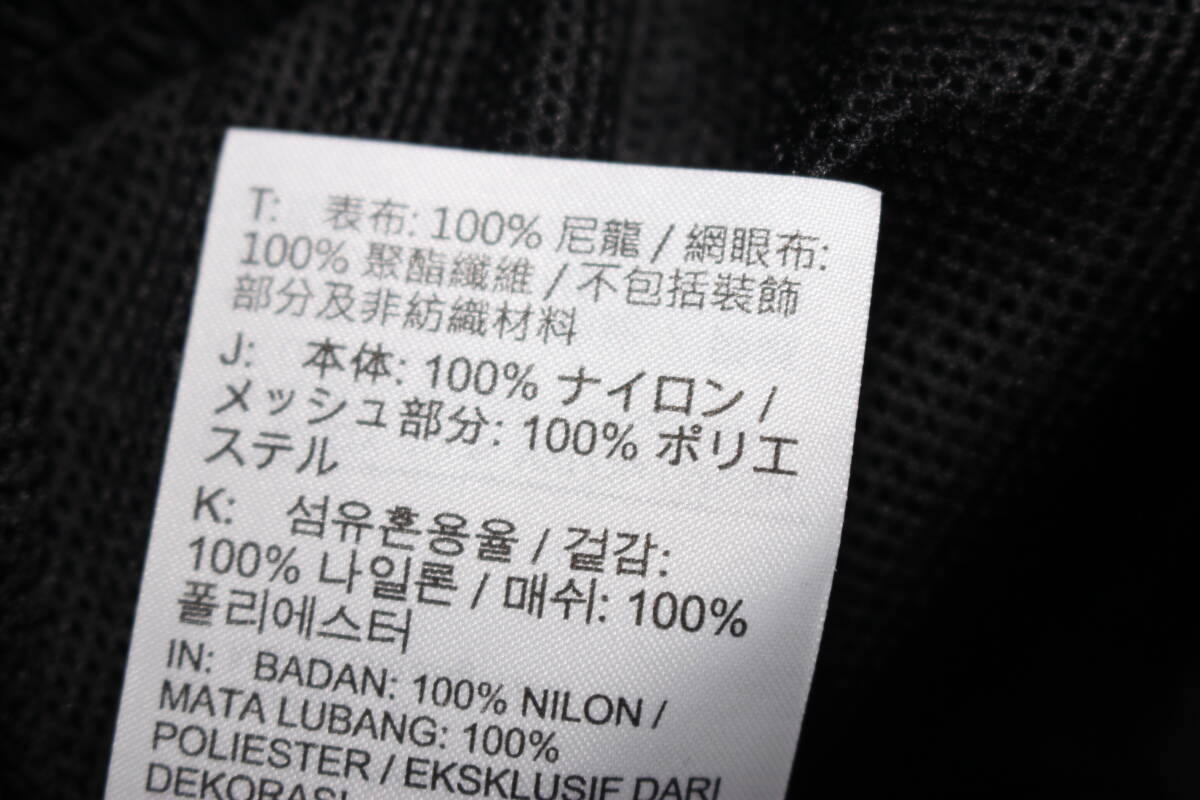 T: 表布: 100% 尼龍 / 網眼布:
100% 聚酯纖維 / 不包括裝飾
部分及非紡織材料
J: 本体: 100% ナイロン /
メッシュ部分: 100% ポリエ
ステル
K: 섬유혼용율 / 겉감:
100% 나일론 / 매쉬: 100%
폴리에스터
IN: BADAN: 100% NILON /
MATA LUBANG: 100%
POLIESTER / EKSKLUSIF DARI
DEKORASI